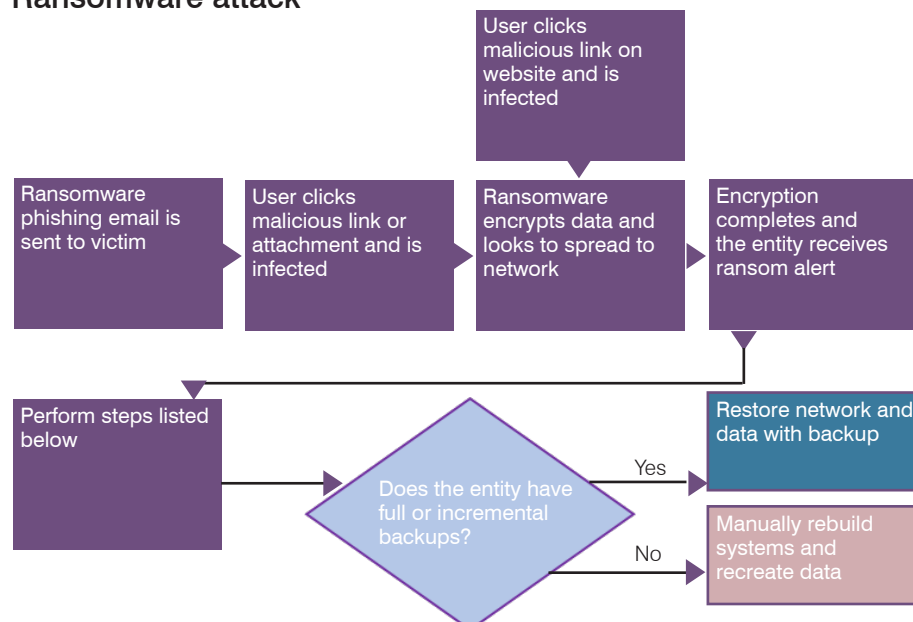 Ransomware attack
User clicks
malicious link on
website and is
infected
Ransomware
phishing email is
sent to victim
User clicks
malicious link or
attachment and is
infected
Ransomware
encrypts data and
looks to spread to
network
Encryption
completes and
the entity receives
ransom alert
Perform steps listed
below
Does the entity have
full or incremental
backups?
Yes
Restore network and
data with backup
No
Manually rebuild
systems and
recreate data